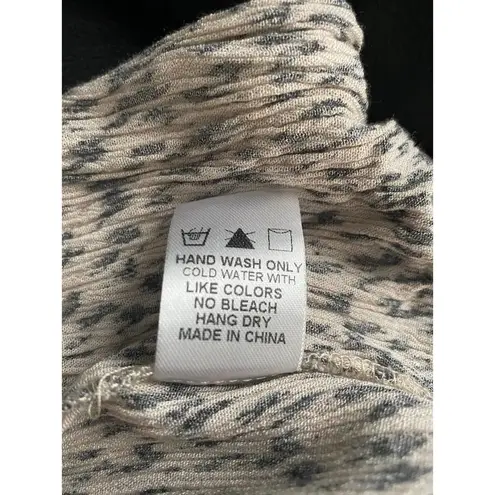 HAND WASH ONLY
COLD WATER WITH
LIKE COLORS
NO BLEACH
HANG DRY
MADE IN CHINA